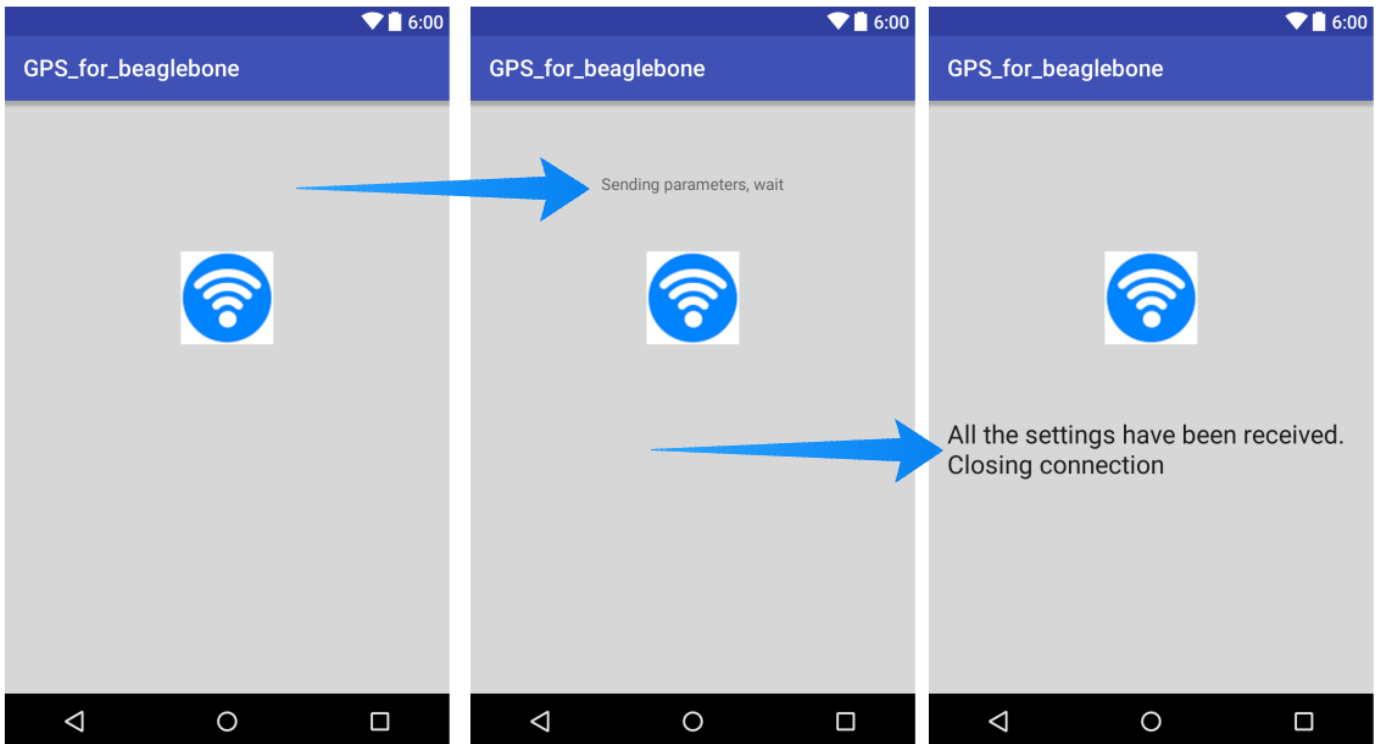 6:00
GPS_for_beaglebone
6:00
GPS_for_beaglebone
Sending parameters, wait
6:00
GPS_for_beaglebone
All the settings have been received.
Closing connection